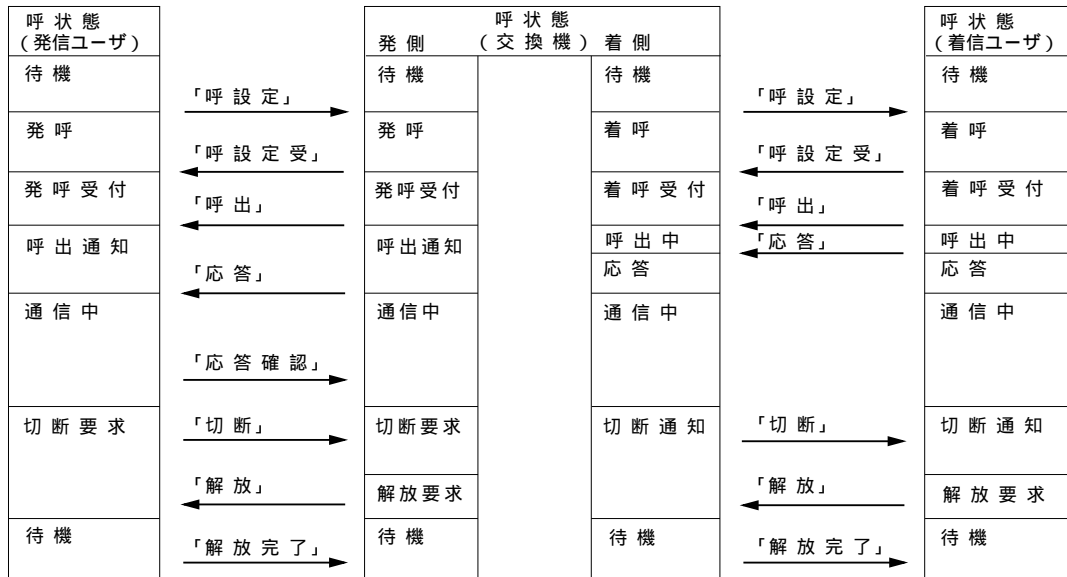 呼状態
(発信ユーザ)
呼状態
(交換機)
発側
着側
呼状態
(着信ユーザ)
待機
「呼設定」
待機
待機
「呼設定」
待機
発呼
「呼設定受」
発呼
着呼
「呼設定受」
着呼
発呼受付
「呼出」
発呼受付
着呼受付
「呼出」
着呼受付
呼出通知
呼出通知
呼出中
「応答」
呼出中
「応答」
応答
応答
通信中
通信中
通信中
通信中
「応答確認」
切断要求
「切断」
切断要求
切断通知
「切断」
切断通知
「解放」
解放要求
「解放」
解放要求
待機
「解放完了」
待機
待機
「解放完了」
待機